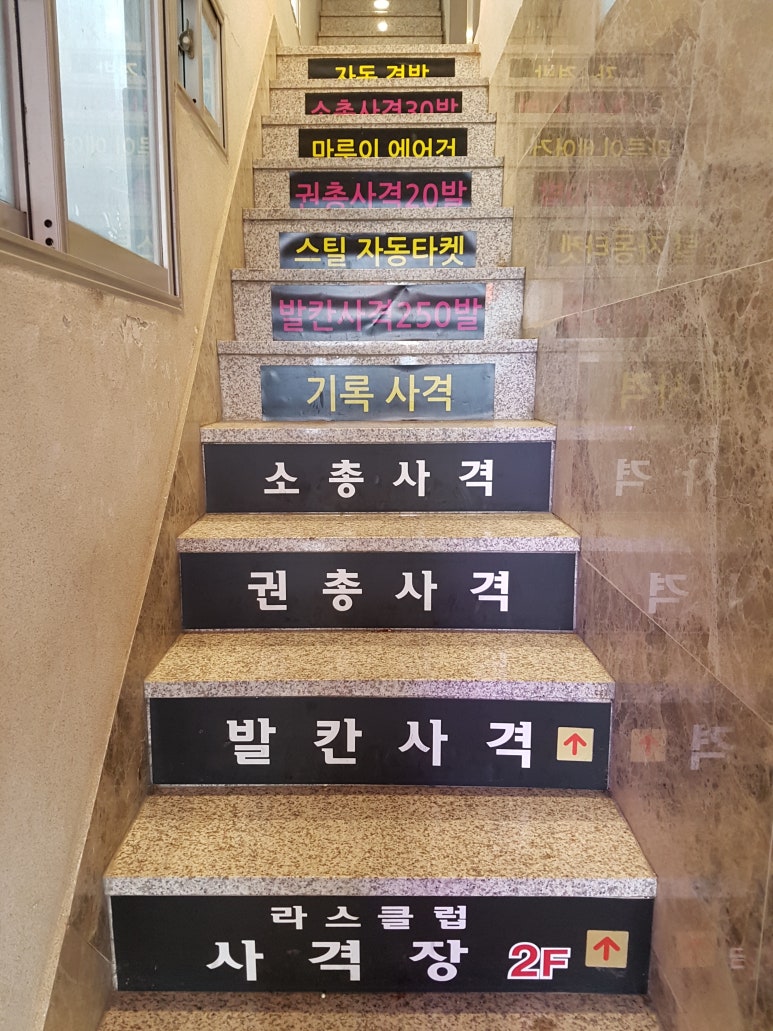 자동 격발
소총사격30발
마루이 에어건
권총사격20발
스틸 자동타켓
발칸사격250발
기록 사격
소총사격
권총사격
발칸사격
라스클럽
사격장 2F